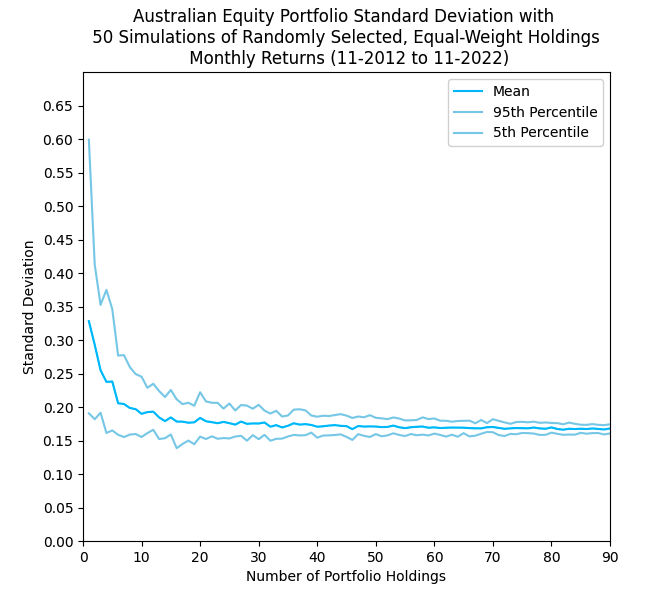 Australian Equity Portfolio Standard Deviation with
50 Simulations of Randomly Selected, Equal-Weight Holdings
Monthly Returns (11-2012 to 11-2022)
Mean
95th Percentile
5th Percentile
0.65
0.60
0.55
0.50
0.45
0.40
0.35
0.30
0.25
0.20
0.15
0.10
0.05
0.00
Standard Deviation
0 10 20 30 40 50 60 70 80 90
Number of Portfolio Holdings